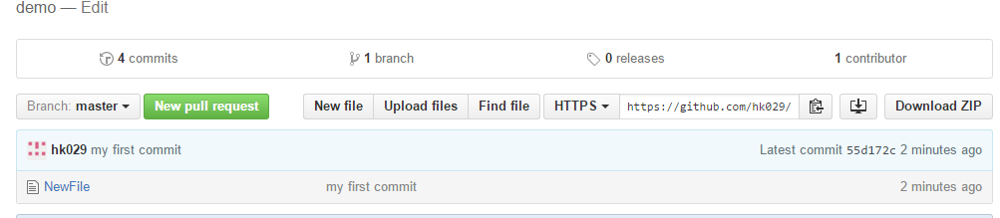 demo — Edit
4 commits 1 branch 0 releases 1 contributor
Branch: master New pull request New file Upload files Find file HTTPS https://github.com/hk029/ Download ZIP
hk029 my first commit Latest commit 55d172c 2 minutes ago
NewFile my first commit 2 minutes ago